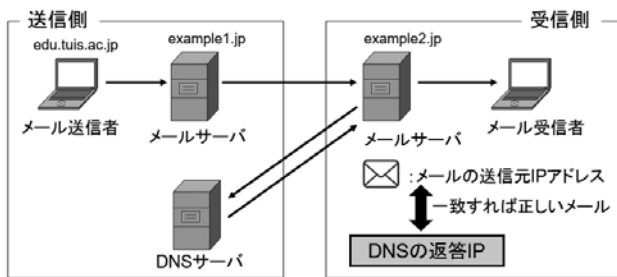 送信側
edu.tuis.ac.jp
example1.jp
メール送信者
メールサーバ
DNSサーバ
受信側
example2.jp
メールサーバ
メール受信者
:メールの送信元IPアドレス
一致すれば正しいメール
DNSの返答IP